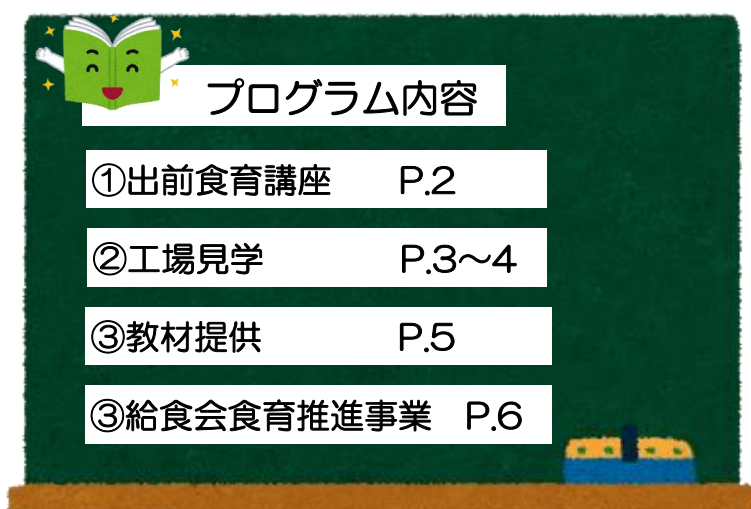 プログラム内容
①出前食育講座　　P.2
②工場見学　　　　P.3～4
③教材提供　　　　P.5
③給食会食育推進事業　P.6